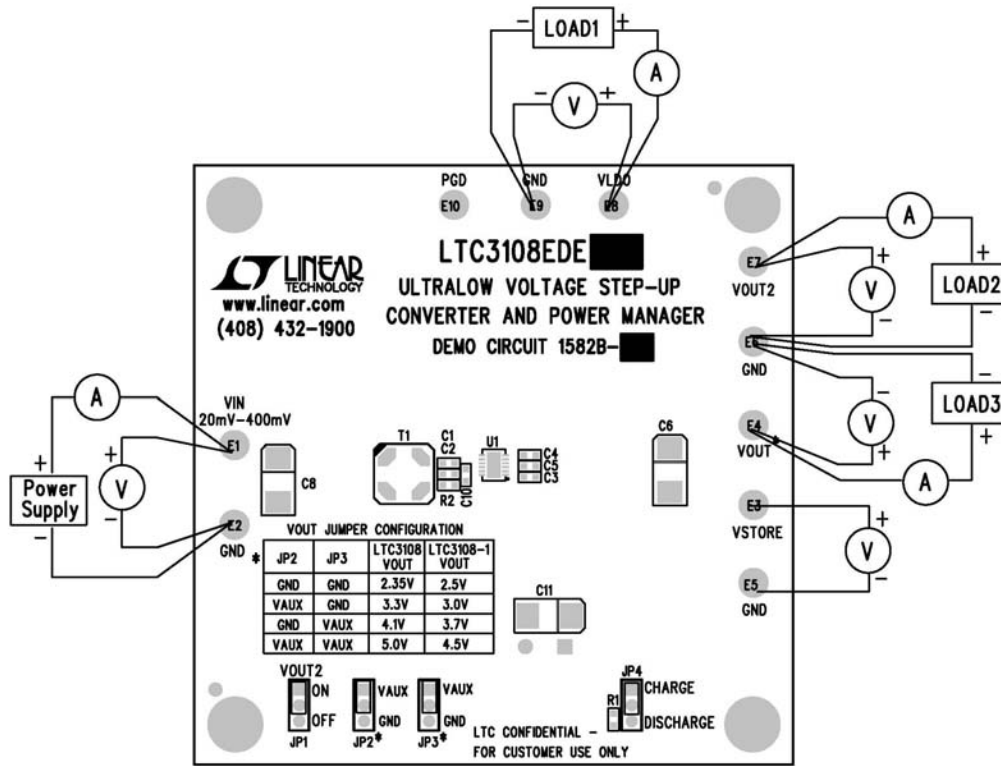 - LOAD1 +
A
- V +
PGD
GND
VLDO
E10
E9
E8
LTC3108EDE
LT LINEAR
TECHNOLOGY
www.linear.com
(408) 432-1900
ULTRALOW VOLTAGE STEP-UP
CONVERTER AND POWER MANAGER
DEMO CIRCUIT 1582B-
A
E7
VOUT2
+
V
-
+
LOAD2
-
E6
GND
-
V
+
-
LOAD3
+
E4
VOUT*
A
E3
VSTORE
+
V
-
E5
GND
A
VIN
20mV-400mV
E1
+
Power
Supply
-
+
V
-
E2
GND
C8
T1
C1
C2
R2
C10
U1
C4
C5
C3
C6
VOUT JUMPER CONFIGURATION
*
JP2 JP3 LTC3108 VOUT LTC3108-1 VOUT
GND GND 2.35V 2.5V
VAUX GND 3.3V 3.0V
GND VAUX 4.1V 3.7V
VAUX VAUX 5.0V 4.5V
C11
VOUT2
ON
OFF
JP1
VAUX
GND
JP2*
VAUX
GND
JP3*
LTC CONFIDENTIAL -
FOR CUSTOMER USE ONLY
R1
JP4
CHARGE
DISCHARGE